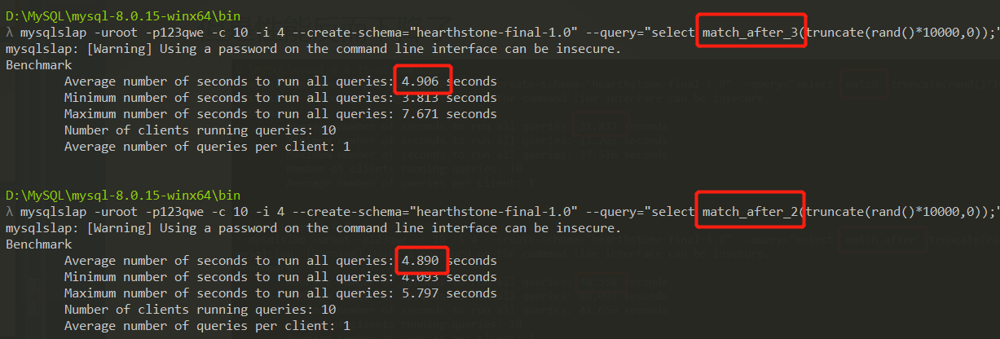 D:\MySQL\mysql-8.0.15-winx64\bin
λ mysqlslap -uroot -p123qwe -c 10 -i 4 --create-schema="hearthstone-final-1.0" --query="select match_after_3(truncate(rand()*10000,0));"
mysqlslap: [Warning] Using a password on the command line interface can be insecure.
Benchmark
Average number of seconds to run all queries: 4.906 seconds
Minimum number of seconds to run all queries: 3.813 seconds
Maximum number of seconds to run all queries: 7.671 seconds
Number of clients running queries: 10
Average number of queries per client: 1
D:\MySQL\mysql-8.0.15-winx64\bin
λ mysqlslap -uroot -p123qwe -c 10 -i 4 --create-schema="hearthstone-final-1.0" --query="select match_after_2(truncate(rand()*10000,0));"
mysqlslap: [Warning] Using a password on the command line interface can be insecure.
Benchmark
Average number of seconds to run all queries: 4.890 seconds
Minimum number of seconds to run all queries: 4.093 seconds
Maximum number of seconds to run all queries: 5.797 seconds
Number of clients running queries: 10
Average number of queries per client: 1